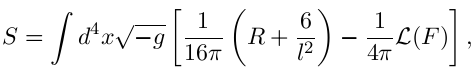 S = \int d^4x \sqrt{-g} \left[ \frac{1}{16\pi} \left( R + \frac{6}{l^2} \right) - \frac{1}{4\pi} \mathcal{L}(F) \right],